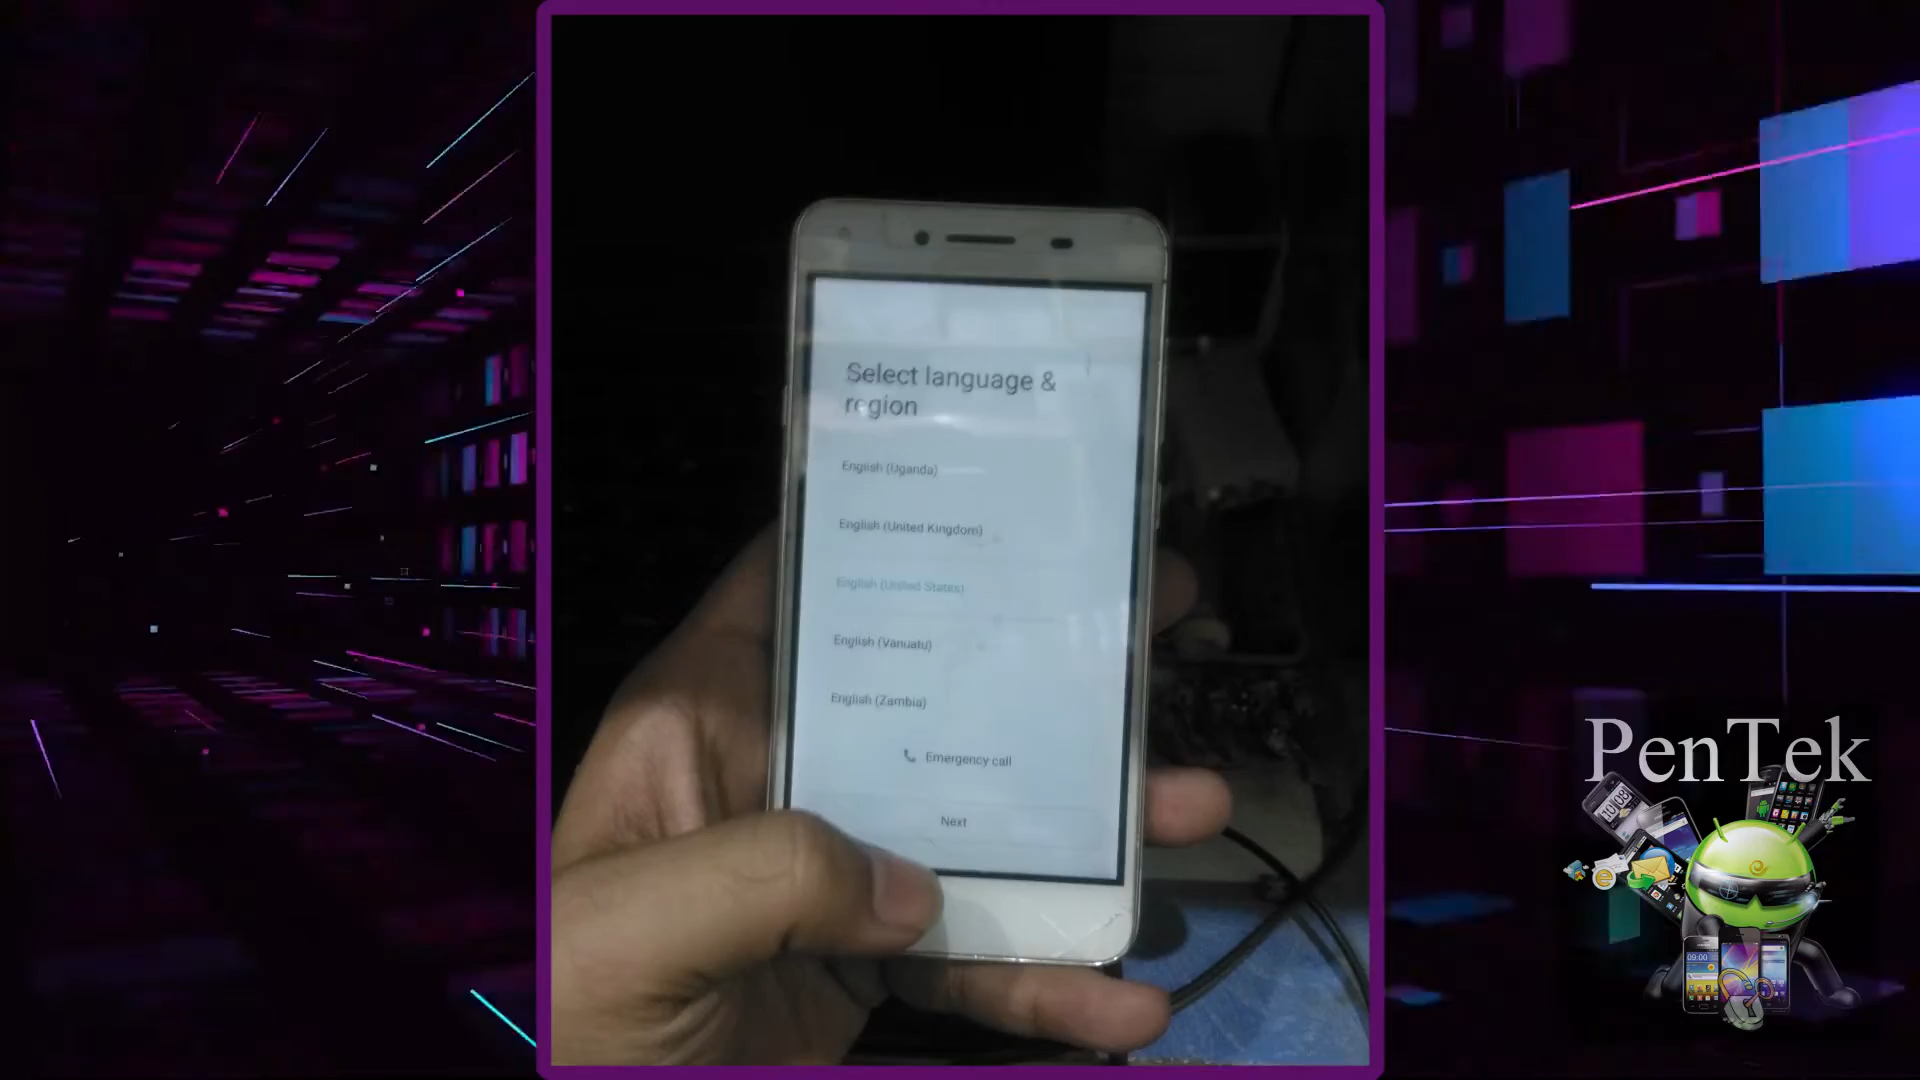 Select language &
region
English (Uganda)
English (United Kingdom)
English (United States)
English (Vanuatu)
English (Zambia)
Emergency call
Next
PenTek